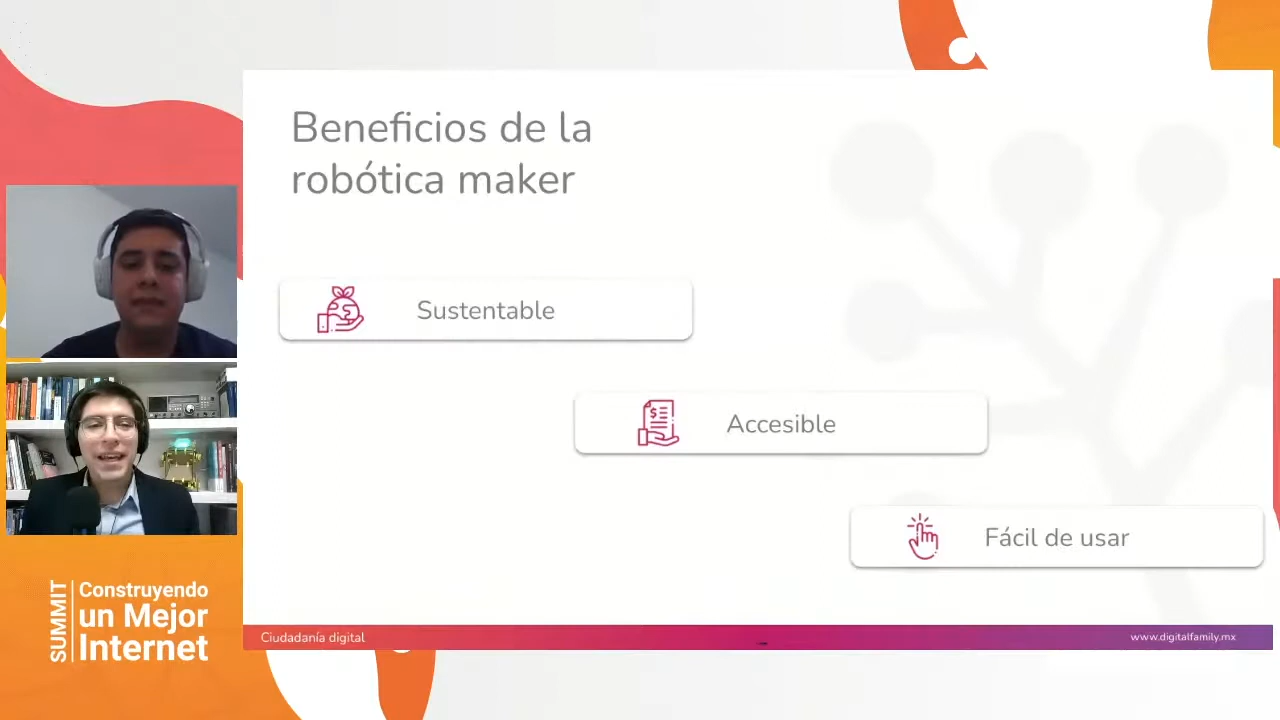 Beneficios de la
robótica maker
Sustentable
Accesible
Fácil de usar
Ciudadanía digital
www.digitalfamily.mx
SUMMIT
Construyendo
un Mejor
Internet